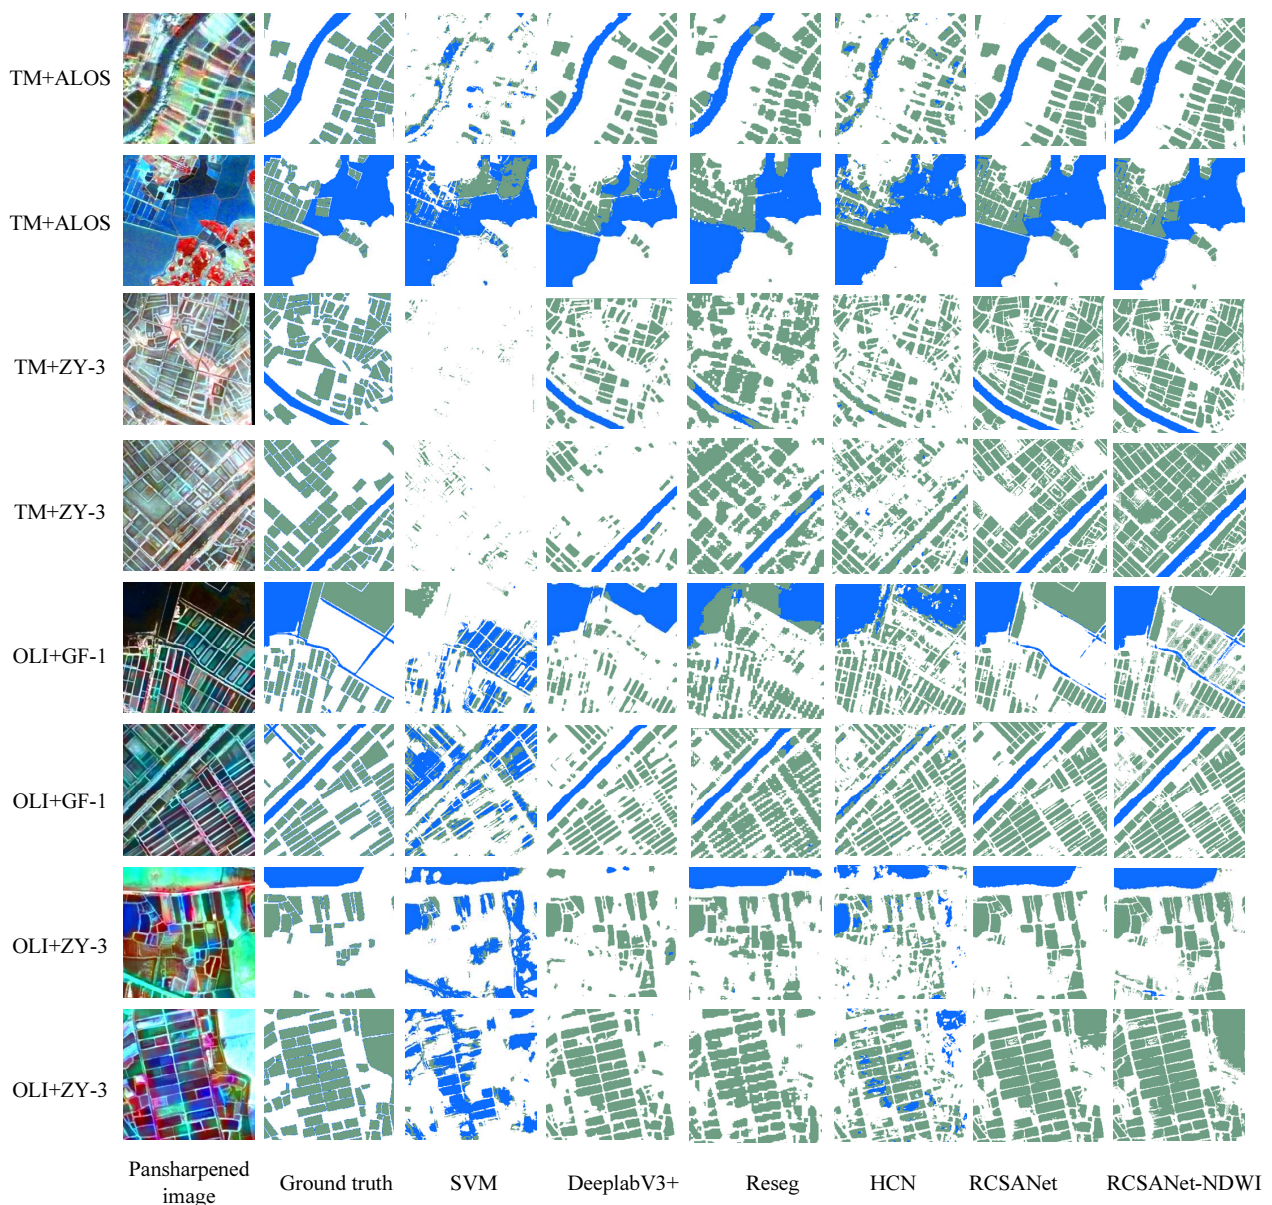 TM+ALOS
TM+ALOS
TM+ZY-3
TM+ZY-3
OLI+GF-1
OLI+GF-1
OLI+ZY-3
OLI+ZY-3
Pansharpened
image
Ground truth
SVM
DeeplabV3+
Reseg
HCN
RCSANet
RCSANet-NDWI